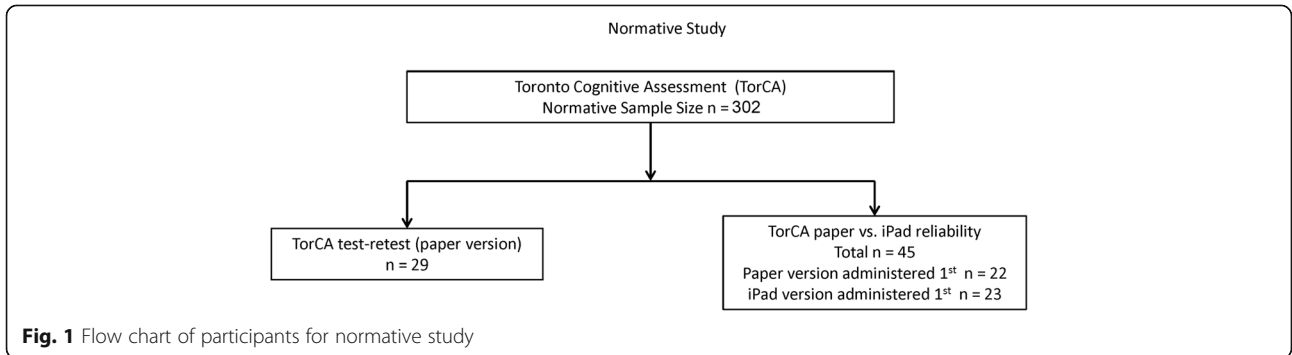 Normative Study
Toronto Cognitive Assessment (TorCA)
Normative Sample Size n = 302
TorCA test-retest (paper version)
n = 29
TorCA paper vs. iPad reliability
Total n = 45
Paper version administered 1st n = 22
iPad version administered 1st n = 23
Fig. 1 Flow chart of participants for normative study